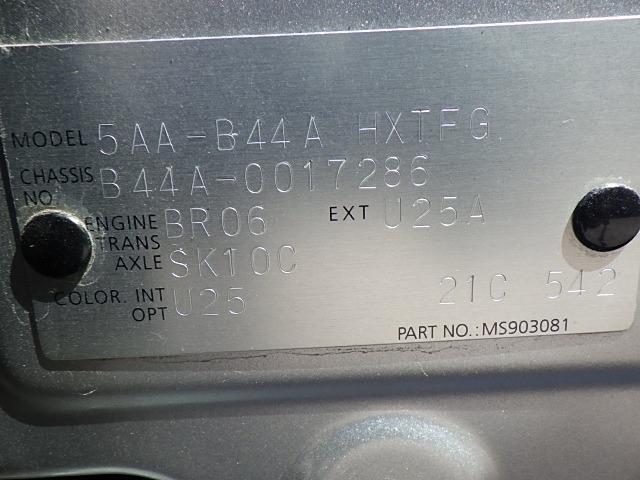 MODEL 5AA-B44A HXTFG
CHASSIS NO. B44A-0017286
ENGINE BR06 EXT U25A
TRANS AXLE SK10C
COLOR. INT U25 21C 542
OPT
PART NO.: MS903081